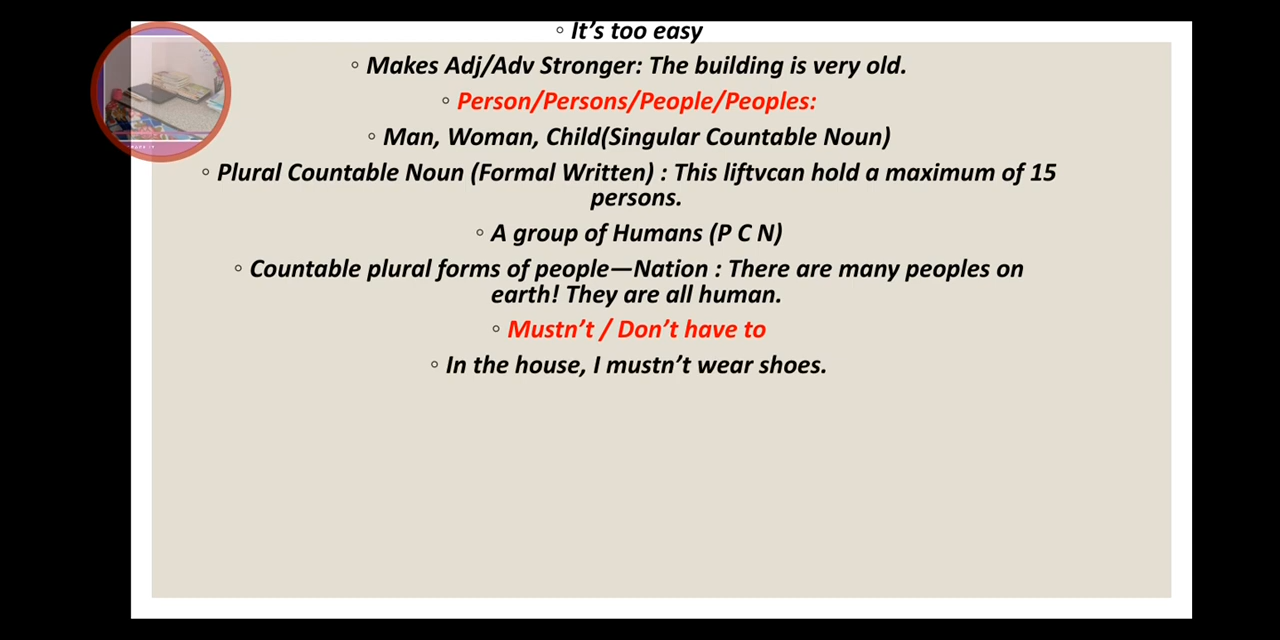 ◦ It's too easy
◦ Makes Adj/Adv Stronger: The building is very old.
◦ Person/Persons/People/Peoples:
◦ Man, Woman, Child(Singular Countable Noun)
◦ Plural Countable Noun (Formal Written) : This liftvcan hold a maximum of 15
persons.
◦ A group of Humans (P C N)
◦ Countable plural forms of people—Nation : There are many peoples on
earth! They are all human.
◦ Mustn't / Don't have to
◦ In the house, I mustn't wear shoes.